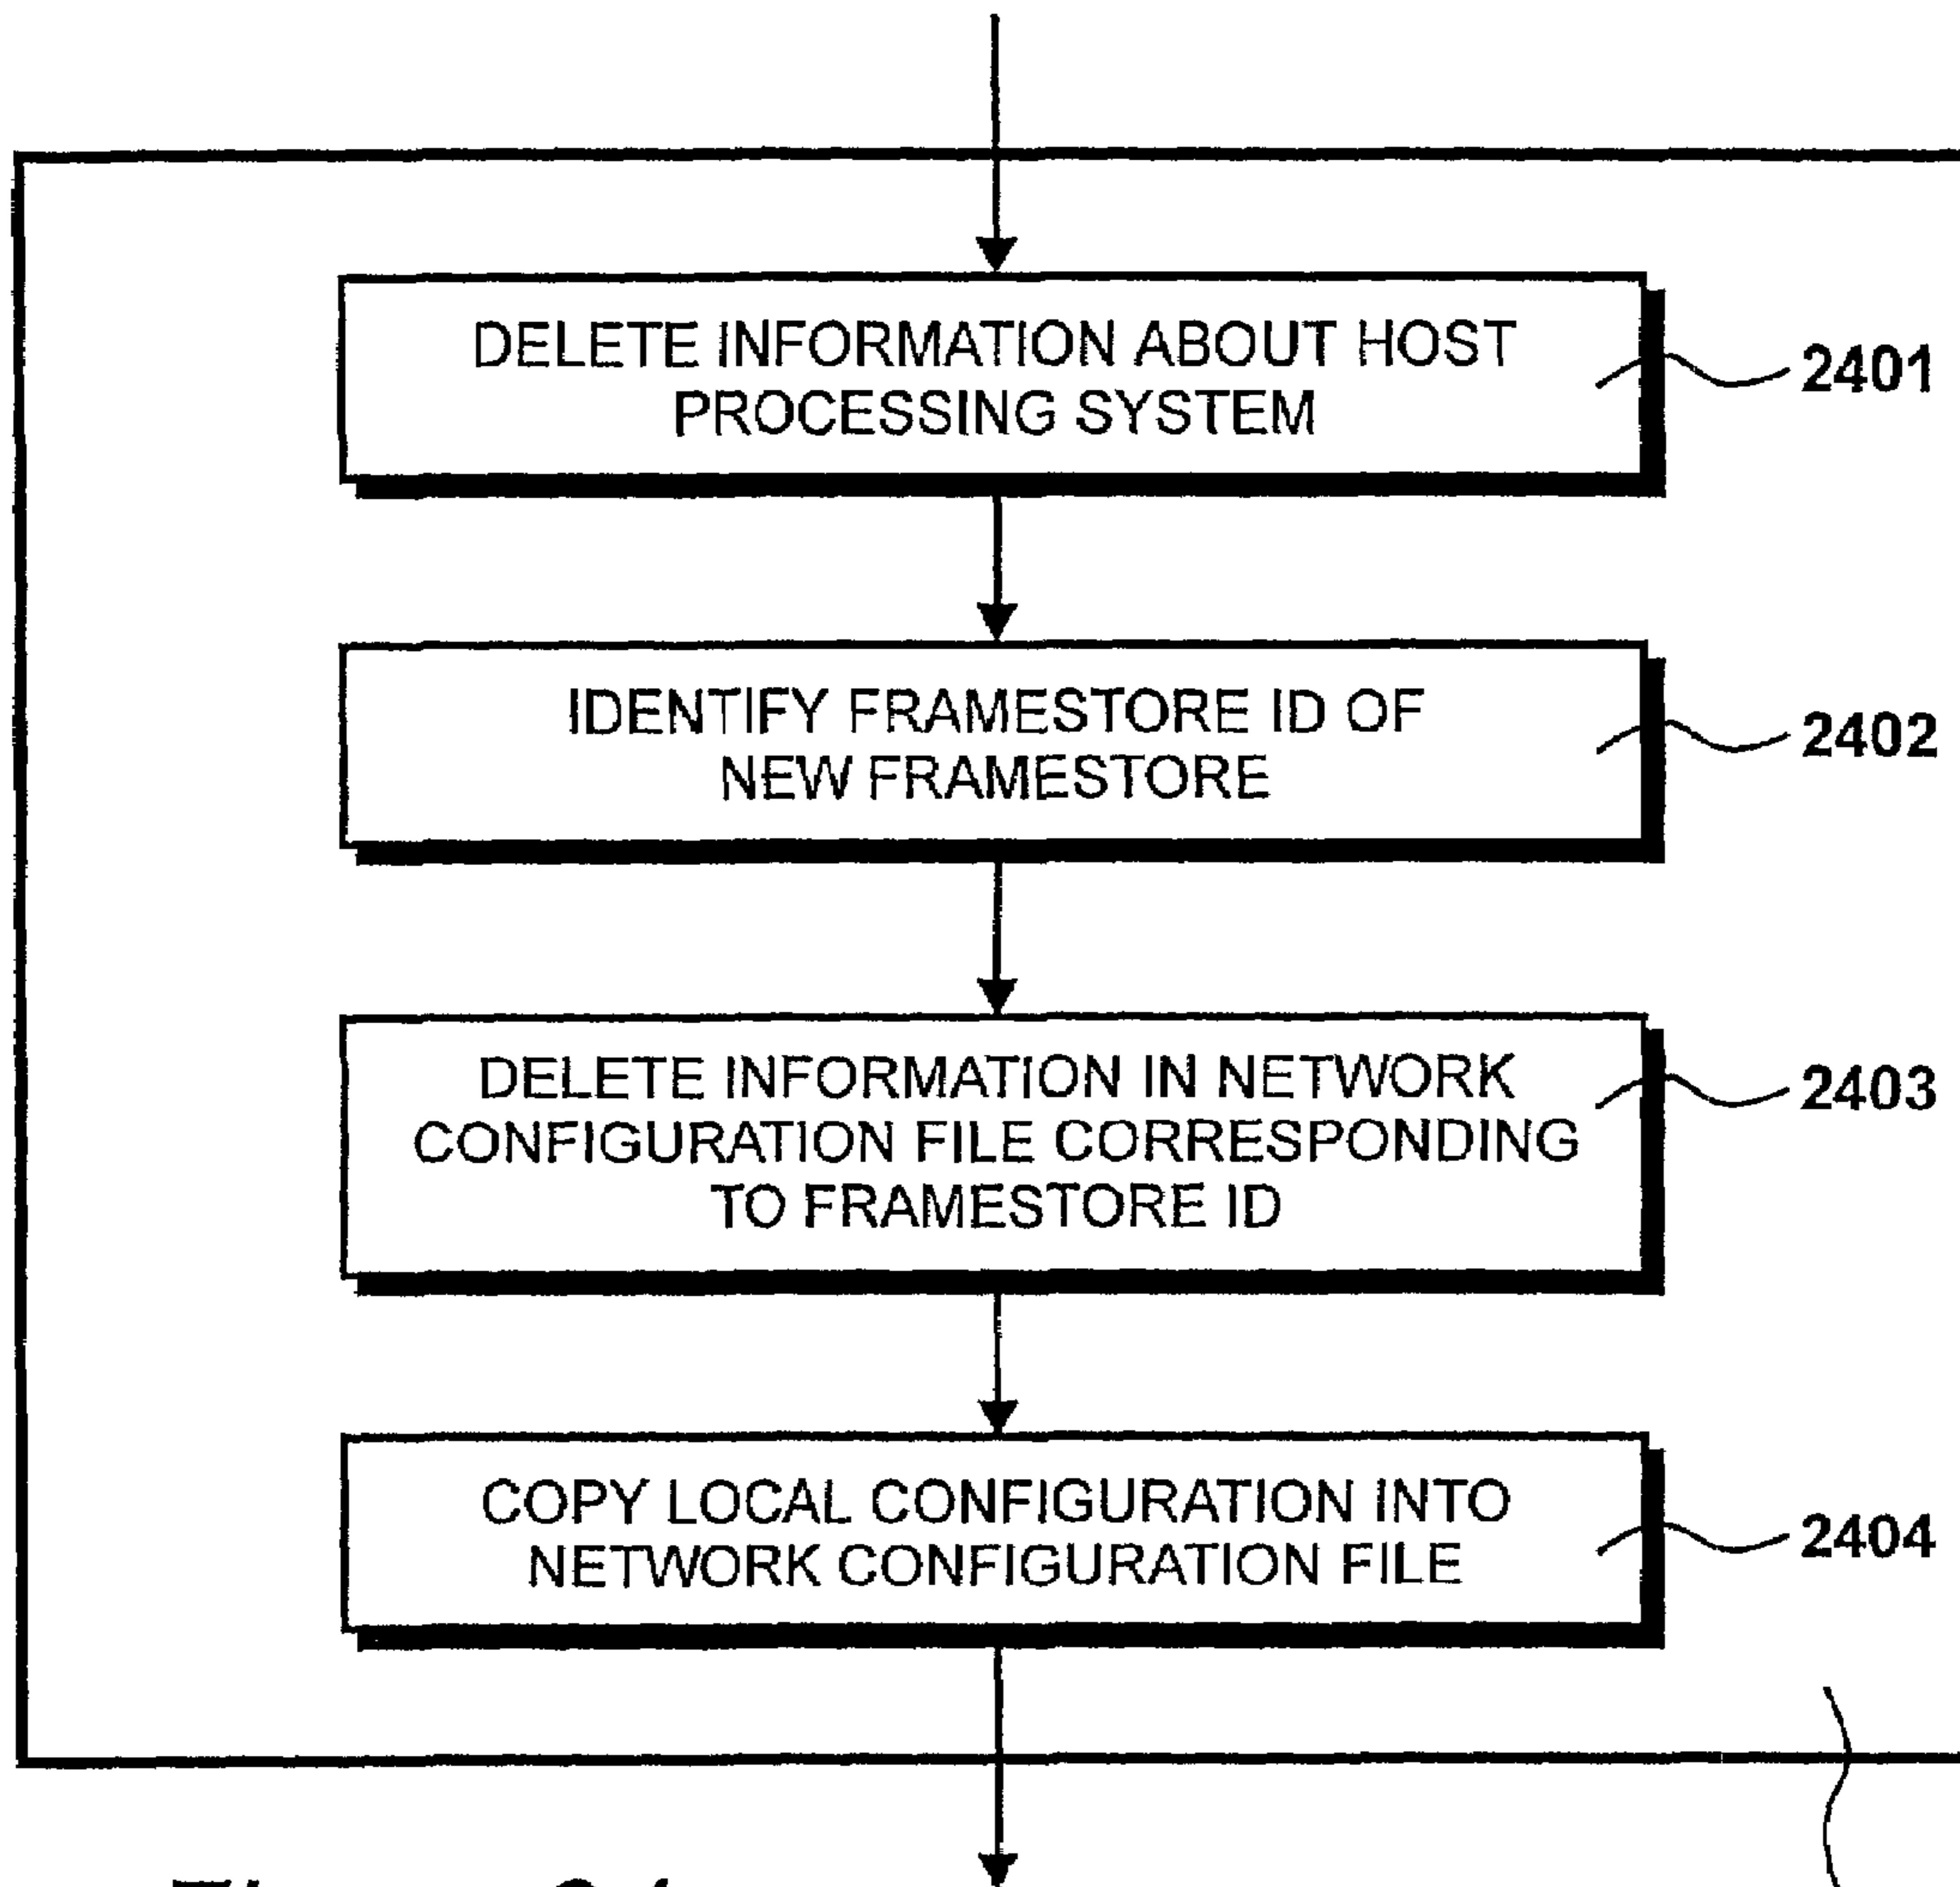 DELETE INFORMATION ABOUT HOST
PROCESSING SYSTEM
2401
IDENTIFY FRAMESTORE ID OF
NEW FRAMESTORE
2402
DELETE INFORMATION IN NETWORK
CONFIGURATION FILE CORRESPONDING
TO FRAMESTORE ID
2403
COPY LOCAL CONFIGURATION INTO
NETWORK CONFIGURATION FILE
2404